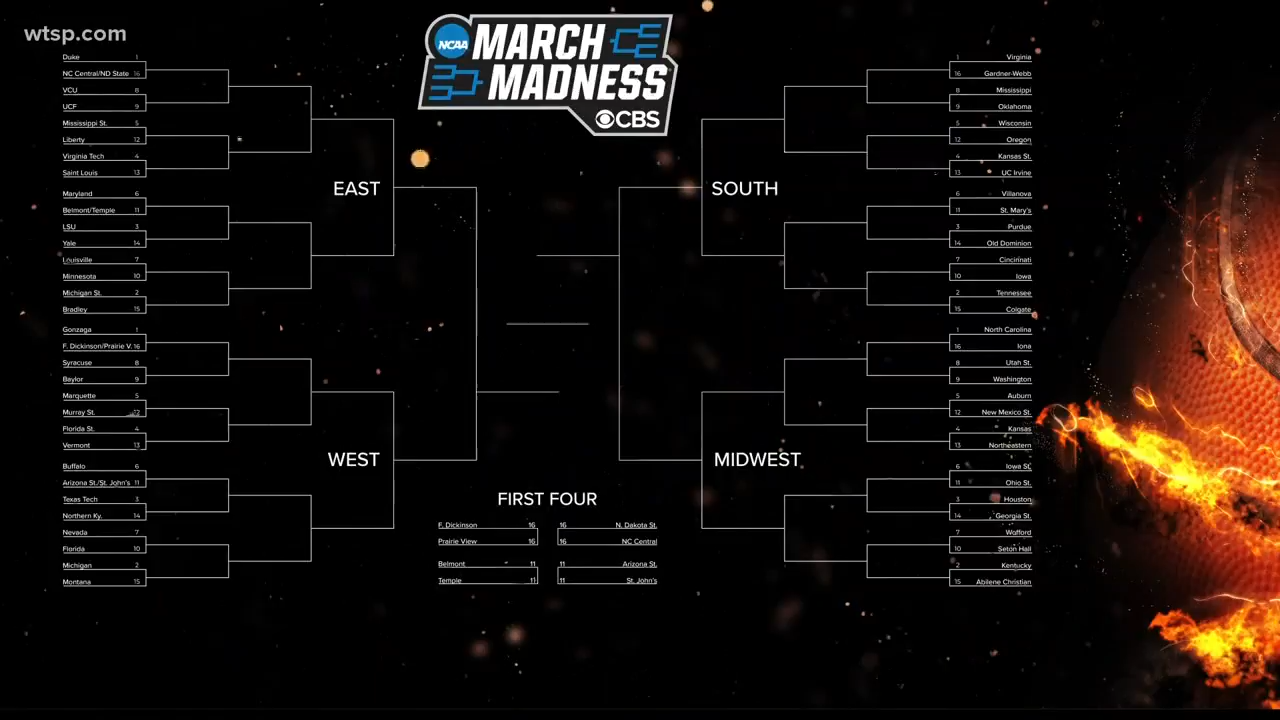 wtsp.com
NCAA
MARCH
MADNESS
CBS
Duke 1
NC Central/ND State 16
VCU 8
UCF 9
Mississippi St. 5
Liberty 12
Virginia Tech 4
Saint Louis 13
Maryland 6
Belmont/Temple 11
LSU 3
Yale 14
Louisville 7
Minnesota 10
Michigan St. 2
Bradley 15
EAST
Gonzaga 1
F. Dickinson/Prairie V. 16
Syracuse 8
Baylor 9
Marquette 5
Murray St. 12
Florida St. 4
Vermont 13
Buffalo 6
Arizona St./St. John's 11
Texas Tech 3
Northern Ky. 14
Nevada 7
Florida 10
Michigan 2
Montana 15
WEST
1 Virginia
16 Gardner-Webb
8 Mississippi
9 Oklahoma
5 Wisconsin
12 Oregon
4 Kansas St.
13 UC Irvine
6 Villanova
11 St. Mary's
3 Purdue
14 Old Dominion
7 Cincinnati
10 Iowa
2 Tennessee
15 Colgate
SOUTH
1 North Carolina
16 Iona
8 Utah St.
9 Washington
5 Auburn
12 New Mexico St.
4 Kansas
13 Northeastern
6 Iowa St.
11 Ohio St.
3 Houston
14 Georgia St.
7 Wofford
10 Seton Hall
2 Kentucky
15 Abilene Christian
MIDWEST
FIRST FOUR
F. Dickinson 16
Prairie View 16
16 N. Dakota St.
16 NC Central
Belmont 11
Temple 11
11 Arizona St.
11 St. John's